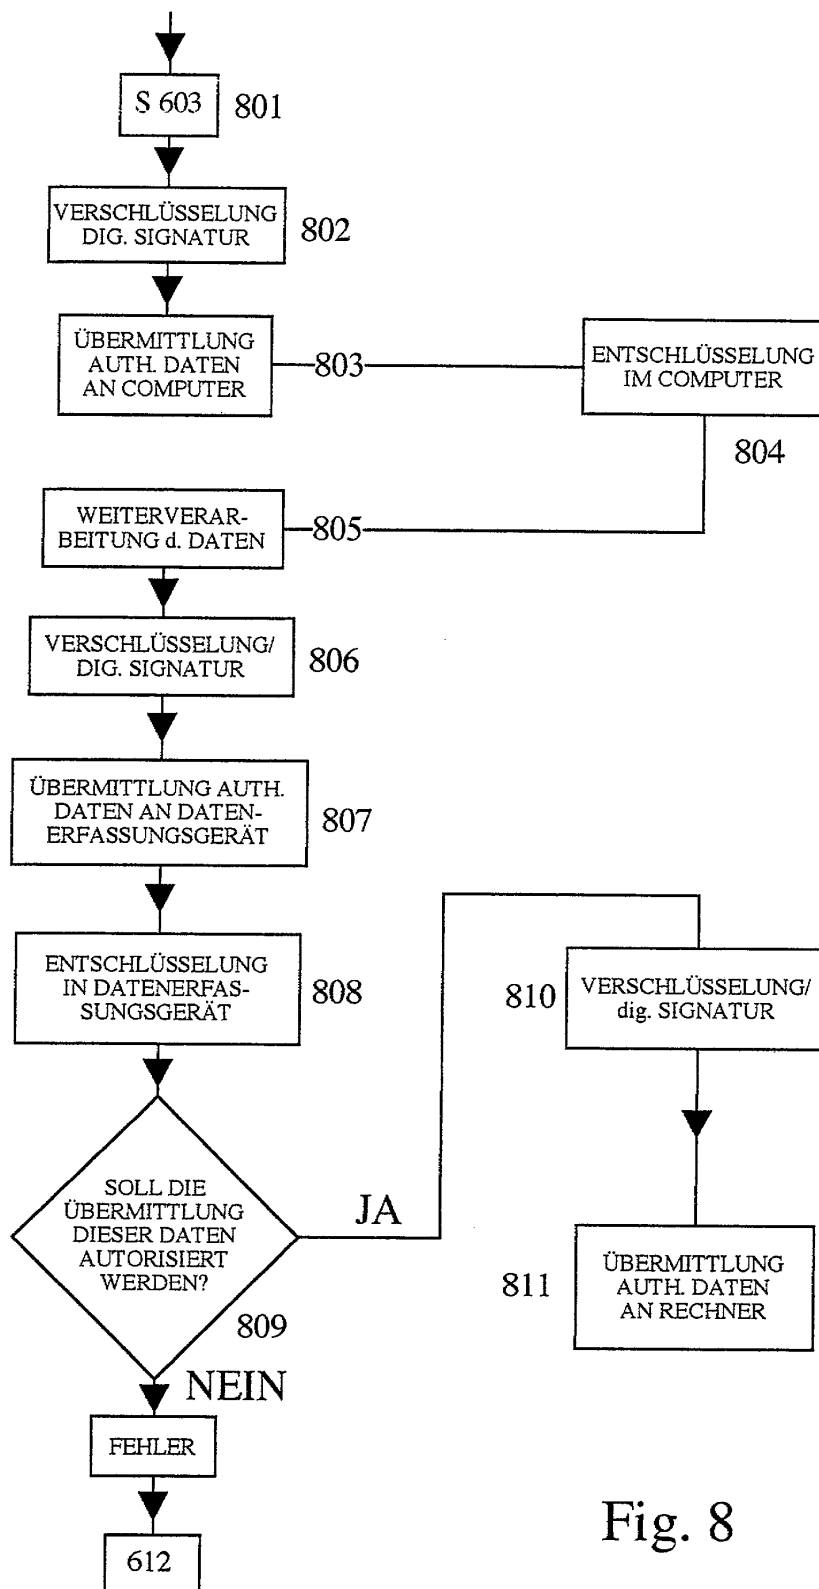 S 603
801
VERSCHLÜSSELUNG
DIG. SIGNATUR
802
ÜBERMITTLUNG
AUTH. DATEN
AN COMPUTER
803
ENTSCHLÜSSELUNG
IM COMPUTER
804
WEITERVERAR-
BEITUNG d. DATEN
805
VERSCHLÜSSELUNG/
DIG. SIGNATUR
806
ÜBERMITTLUNG AUTH.
DATEN AN DATEN-
ERFASSUNGSGERÄT
807
ENTSCHLÜSSELUNG
IN DATENERFAS-
SUNGSGERÄT
808
810
VERSCHLÜSSELUNG/
dig. SIGNATUR
SOLL DIE
ÜBERMITTLUNG
DIESER DATEN
AUTORISIERT
WERDEN?
JA
809
811
ÜBERMITTLUNG
AUTH. DATEN
AN RECHNER
NEIN
FEHLER
612
Fig. 8